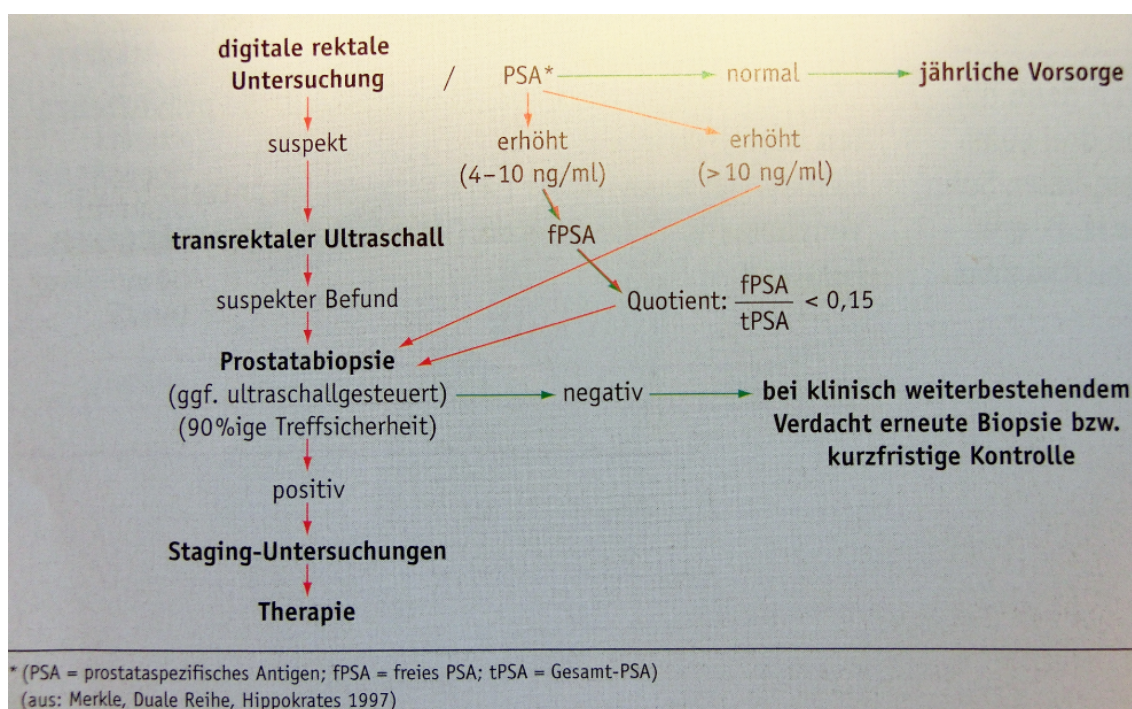 digitale rektale
Untersuchung / PSA* normal jährliche Vorsorge
suspekt erhöht erhöht
(4–10 ng/ml) (> 10 ng/ml)
transrektaler Ultraschall fPSA
suspekter Befund Quotient: fPSA
tPSA < 0,15
Prostatabiopsie
(ggf. ultraschallgesteuert) negativ bei klinisch weiterbestehendem
(90%ige Treffsicherheit) Verdacht erneute Biopsie bzw.
kurzfristige Kontrolle
positiv
Staging-Untersuchungen
Therapie
* (PSA = prostataspezifisches Antigen; fPSA = freies PSA; tPSA = Gesamt-PSA)
(aus: Merkle, Duale Reihe, Hippokrates 1997)